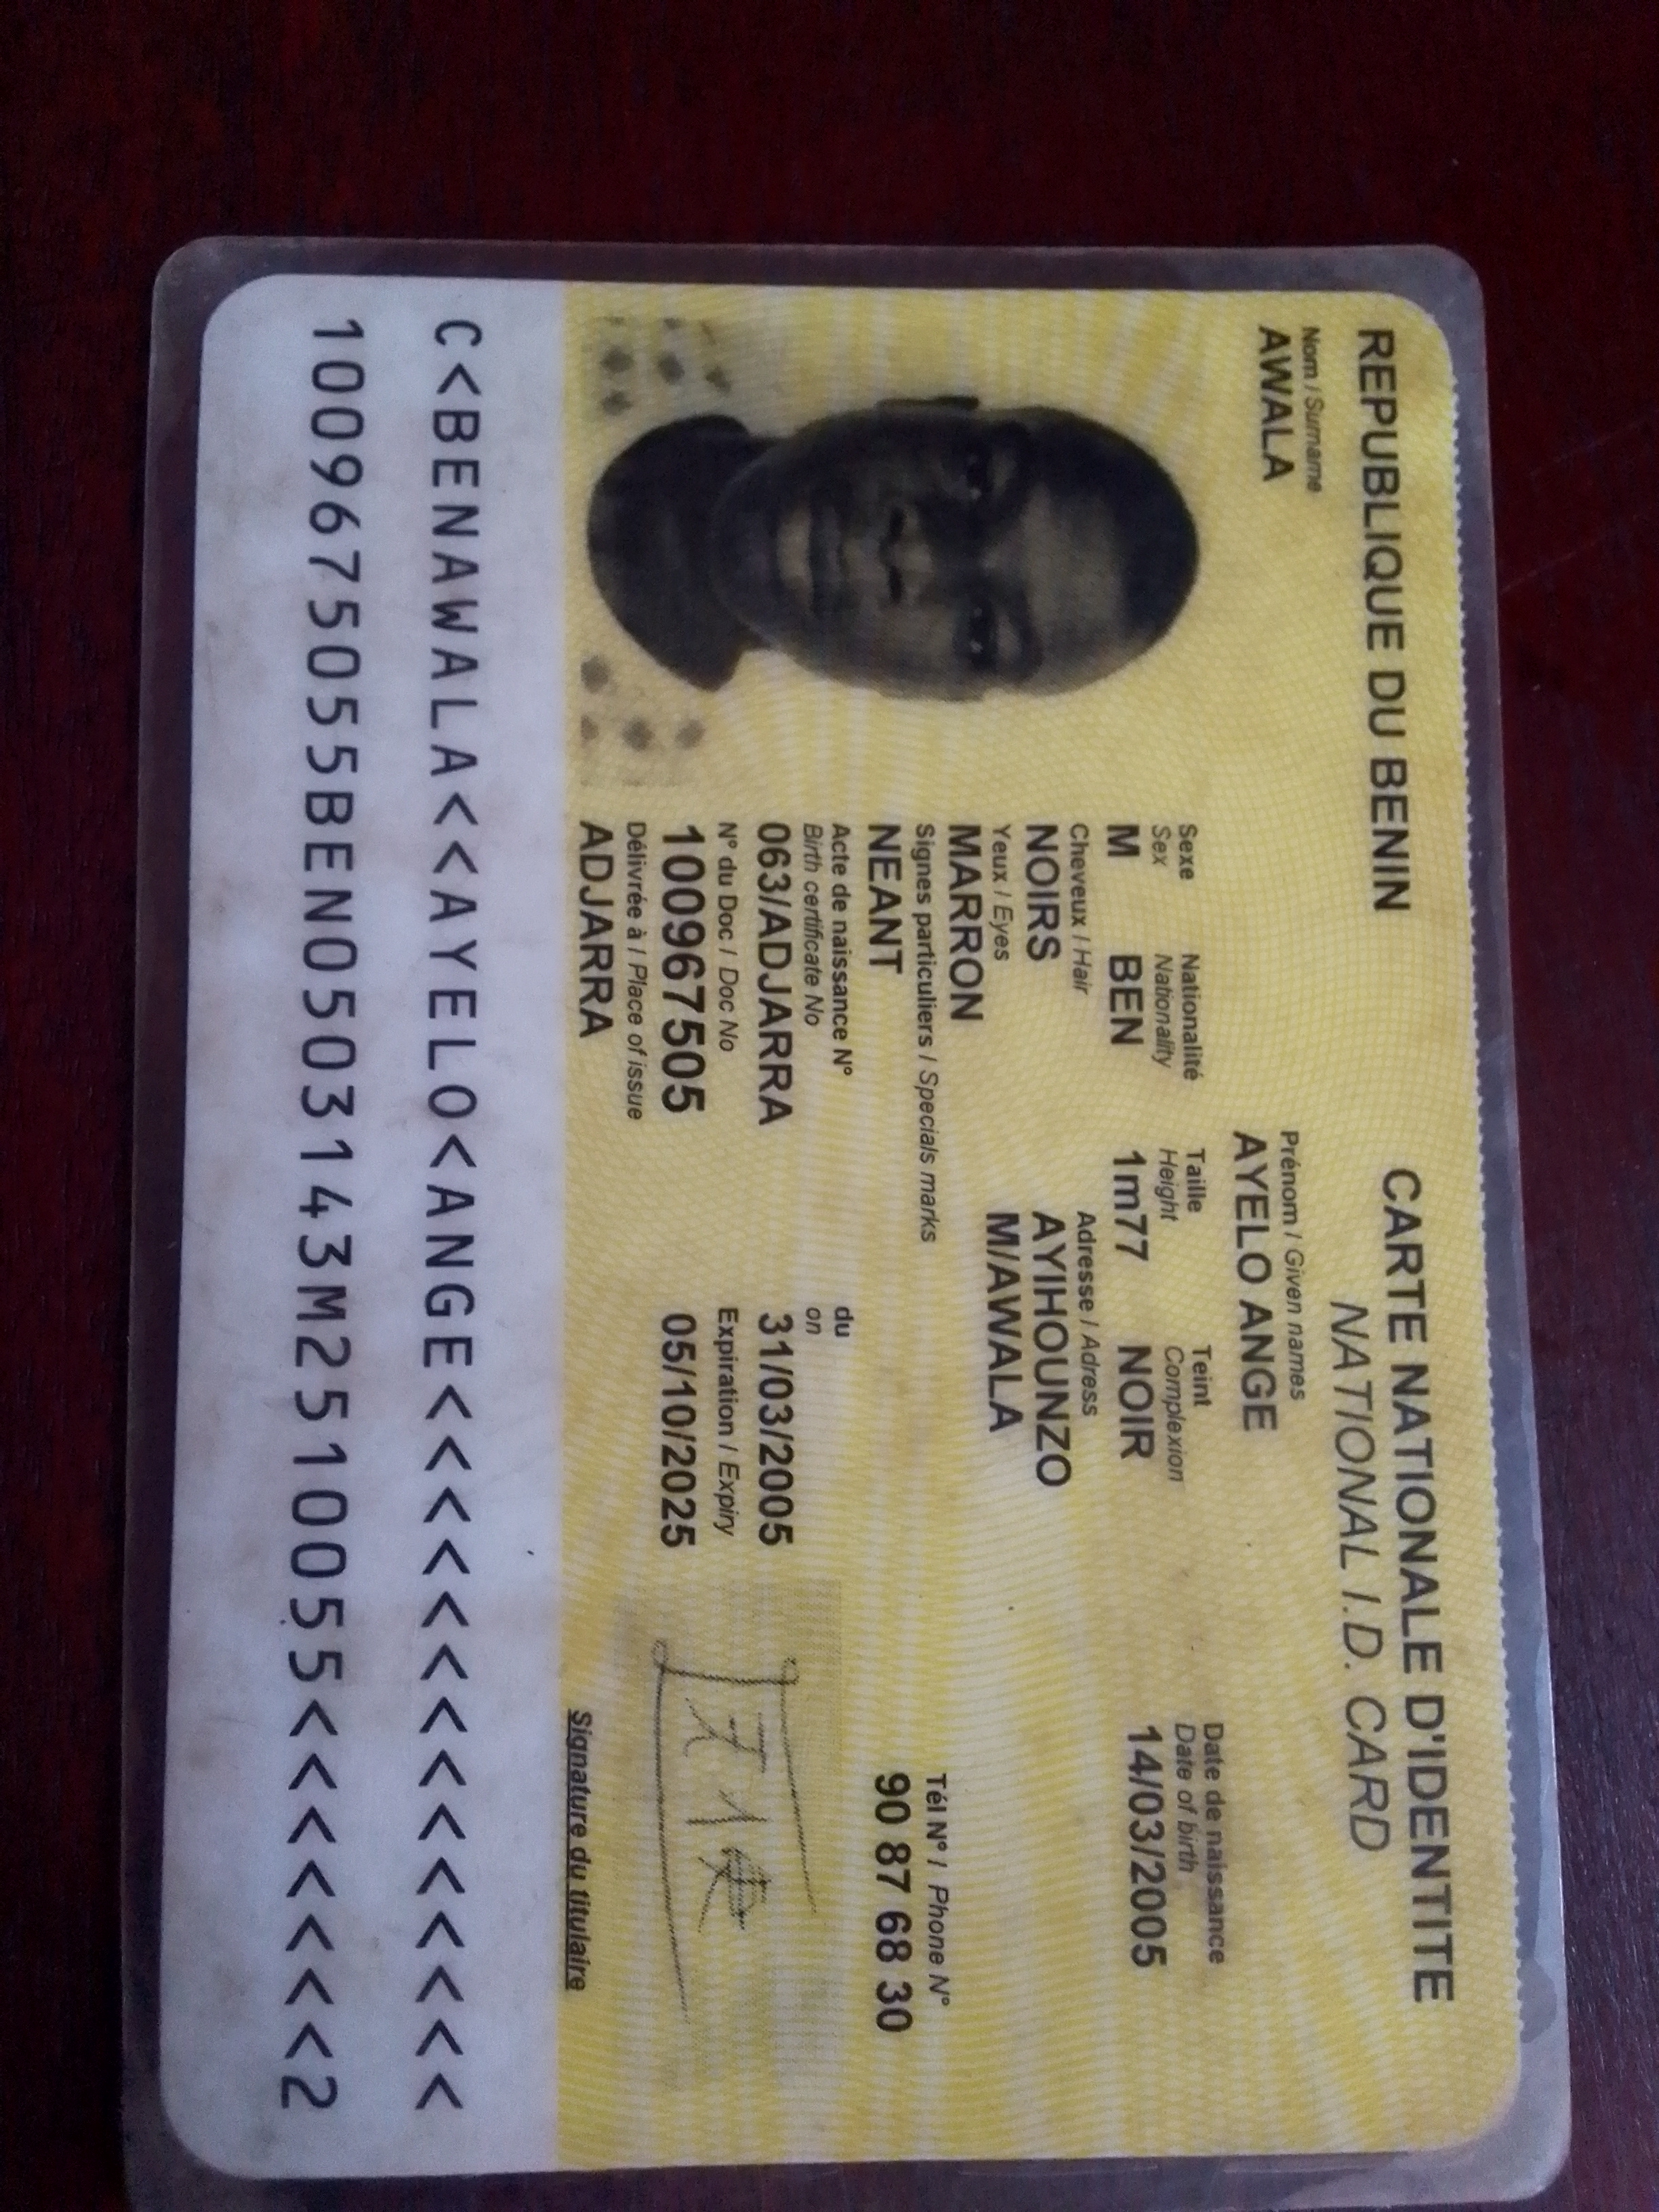 REPUBLIQUE DU BENIN
CARTE NATIONALE D'IDENTITE
NATIONAL I.D. CARD
Nom / Surname
AWALA
Prénom / Given names
AYELO ANGE
Sexe Nationalité Taille Teint Date de naissance
Sex Nationality Height Complexion Date of birth
M BEN 1m77 NOIR 14/03/2005
Cheveux / Hair Adresse / Adress
NOIRS AYIHOUNZO
Yeux / Eyes
MARRON M/AWALA
Signes particuliers / Specials marks Tél N° / Phone N°
NEANT 90 87 68 30
Acte de naissance N° du
Birth certificate No on
063/ADJARRA 31/03/2005
N° du Doc / Doc No Expiration / Expiry
100967505 05/10/2025
Délivrée à / Place of issue
ADJARRA
Signature du titulaire
C<BENAWALA<<AYELO<ANGE<<<<<<<<<<<<<<
10096750​55BEN0503143M2510055<<<<<<<2